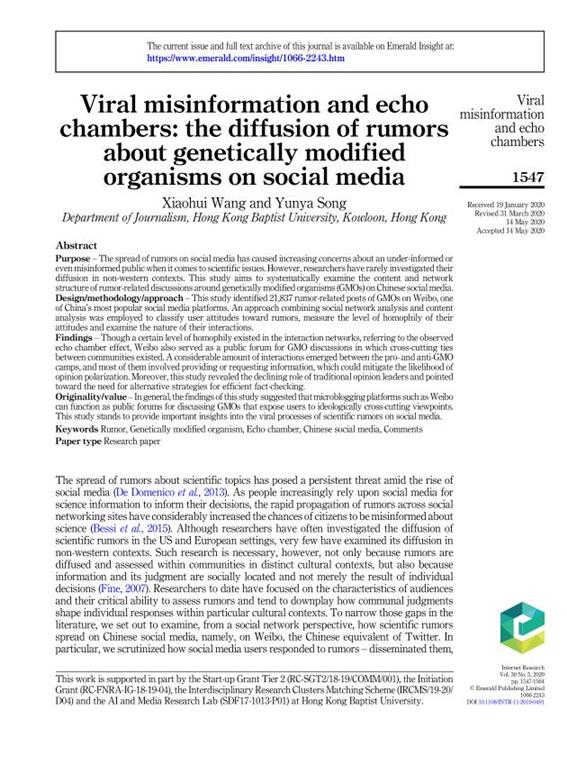 The current issue and full text archive of this journal is available on Emerald Insight at:
https://www.emerald.com/insight/1066-2243.htm
Viral misinformation and echo
chambers: the diffusion of rumors
about genetically modified
organisms on social media
Xiaohui Wang and Yunya Song
Department of Journalism, Hong Kong Baptist University, Kowloon, Hong Kong
Viral
misinformation
and echo
chambers
1547
Received 19 January 2020
Revised 31 March 2020
14 May 2020
Accepted 14 May 2020
Abstract
Purpose – The spread of rumors on social media has caused increasing concerns about an under-informed or
even misinformed public when it comes to scientific issues. However, researchers have rarely investigated their
diffusion in non-western contexts. This study aims to systematically examine the content and network
structure of rumor-related discussions around genetically modified organisms (GMOs) on Chinese social media.
Design/methodology/approach – This study identified 21,837 rumor-related posts of GMOs on Weibo, one
of China's most popular social media platforms. An approach combining social network analysis and content
analysis was employed to classify user attitudes toward rumors, measure the level of homophily of their
attitudes and examine the nature of their interactions.
Findings – Though a certain level of homophily existed in the interaction networks, referring to the observed
echo chamber effect, Weibo also served as a public forum for GMO discussions in which cross-cutting ties
between communities existed. A considerable amount of interactions emerged between the pro- and anti-GMO
camps, and most of them involved providing or requesting information, which could mitigate the likelihood of
opinion polarization. Moreover, this study revealed the declining role of traditional opinion leaders and pointed
toward the need for alternative strategies for efficient fact-checking.
Originality/value – In general, the findings of this study suggested that microblogging platforms such as Weibo
can function as public forums for discussing GMOs that expose users to ideologically cross-cutting viewpoints.
This study stands to provide important insights into the viral processes of scientific rumors on social media.
Keywords Rumor, Genetically modified organism, Echo chamber, Chinese social media, Comments
Paper type Research paper
The spread of rumors about scientific topics has posed a persistent threat amid the rise of
social media (De Domenico et al., 2013). As people increasingly rely upon social media for
science information to inform their decisions, the rapid propagation of rumors across social
networking sites have considerably increased the chances of citizens to be misinformed about
science (Bessi et al., 2015). Although researchers have often investigated the diffusion of
scientific rumors in the US and European settings, very few have examined its diffusion in
non-western contexts. Such research is necessary, however, not only because rumors are
diffused and assessed within communities in distinct cultural contexts, but also because
information and its judgment are socially located and not merely the result of individual
decisions (Fine, 2007). Researchers to date have focused on the characteristics of audiences
and their critical ability to assess rumors and tend to downplay how communal judgments
shape individual responses within particular cultural contexts. To narrow those gaps in the
literature, we set out to examine, from a social network perspective, how scientific rumors
spread on Chinese social media, namely, on Weibo, the Chinese equivalent of Twitter. In
particular, we scrutinized how social media users responded to rumors – disseminated them,
This work is supported in part by the Start-up Grant Tier 2 (RC-SGT2/18-19/COMM/001), the Initiation
Grant (RC-FNRA-IG-18-19-04), the Interdisciplinary Research Clusters Matching Scheme (IRCMS/19-20/
D04) and the AI and Media Research Lab (SDF17-1013-P01) at Hong Kong Baptist University.
Internet Research
Vol. 30 No. 5, 2020
pp. 1547-1564
© Emerald Publishing Limited
1066-2243
DOI 10.1108/INTR-11-2019-0491